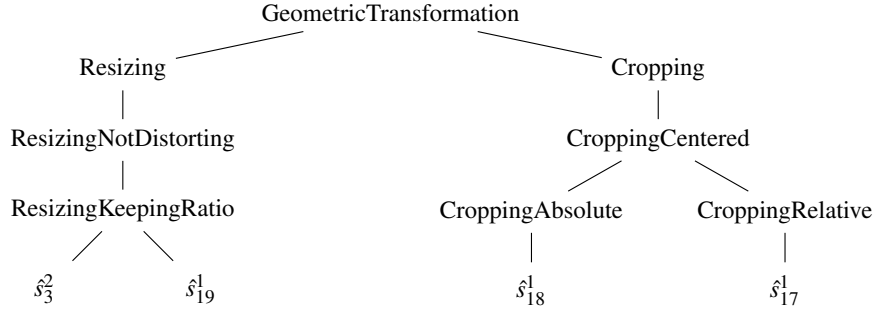 GeometricTransformation
Resizing Cropping
ResizingNotDistorting CroppingCentered
ResizingKeepingRatio CroppingAbsolute CroppingRelative
ŝ²₃ ŝ¹₁₉ ŝ¹₁₈ ŝ¹₁₇